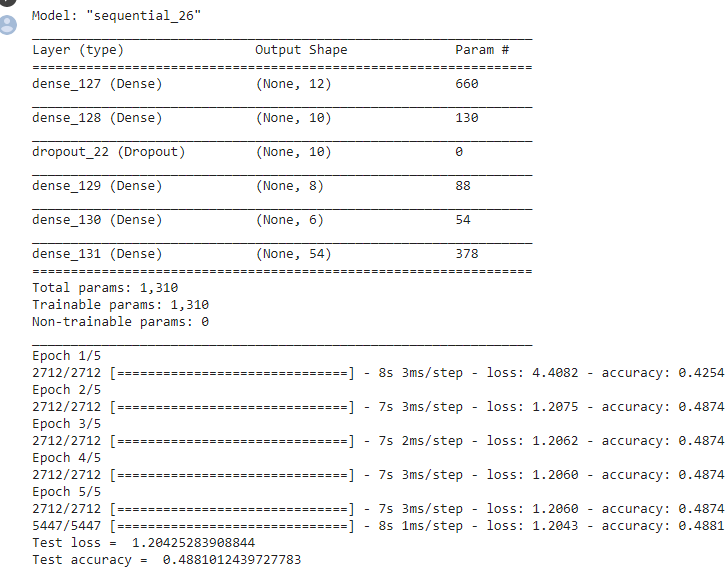 Model: "sequential_26"
Layer (type) Output Shape Param #
=================================================================
dense_127 (Dense) (None, 12) 660
dense_128 (Dense) (None, 10) 130
dropout_22 (Dropout) (None, 10) 0
dense_129 (Dense) (None, 8) 88
dense_130 (Dense) (None, 6) 54
dense_131 (Dense) (None, 54) 378
=================================================================
Total params: 1,310
Trainable params: 1,310
Non-trainable params: 0
Epoch 1/5
2712/2712 [==============================] - 8s 3ms/step - loss: 4.4082 - accuracy: 0.4254
Epoch 2/5
2712/2712 [==============================] - 7s 3ms/step - loss: 1.2075 - accuracy: 0.4874
Epoch 3/5
2712/2712 [==============================] - 7s 2ms/step - loss: 1.2062 - accuracy: 0.4874
Epoch 4/5
2712/2712 [==============================] - 7s 3ms/step - loss: 1.2060 - accuracy: 0.4874
Epoch 5/5
2712/2712 [==============================] - 7s 3ms/step - loss: 1.2060 - accuracy: 0.4874
5447/5447 [==============================] - 8s 1ms/step - loss: 1.2043 - accuracy: 0.4881
Test loss = 1.20425283908844
Test accuracy = 0.4881012439727783